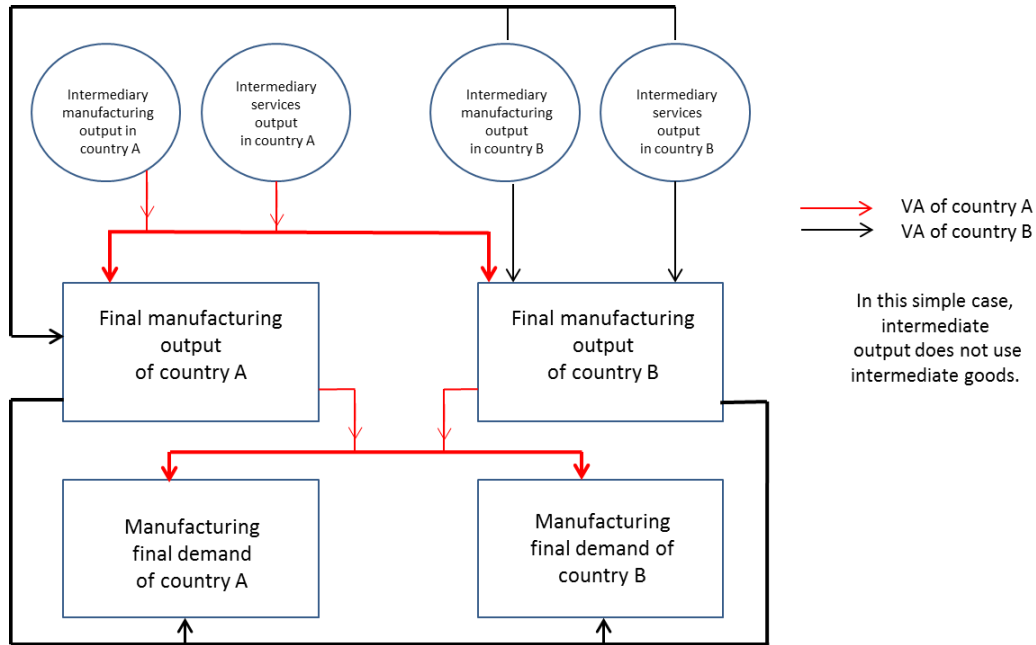 Intermediary
manufacturing
output in
country A
Intermediary
services
output
in country A
Intermediary
manufacturing
output
in country B
Intermediary
services
output
in country B
VA of country A
VA of country B
In this simple case,
intermediate
output does not use
intermediate goods.
Final manufacturing
output
of country A
Final manufacturing
output
of country B
Manufacturing
final demand
of country A
Manufacturing
final demand of
country B